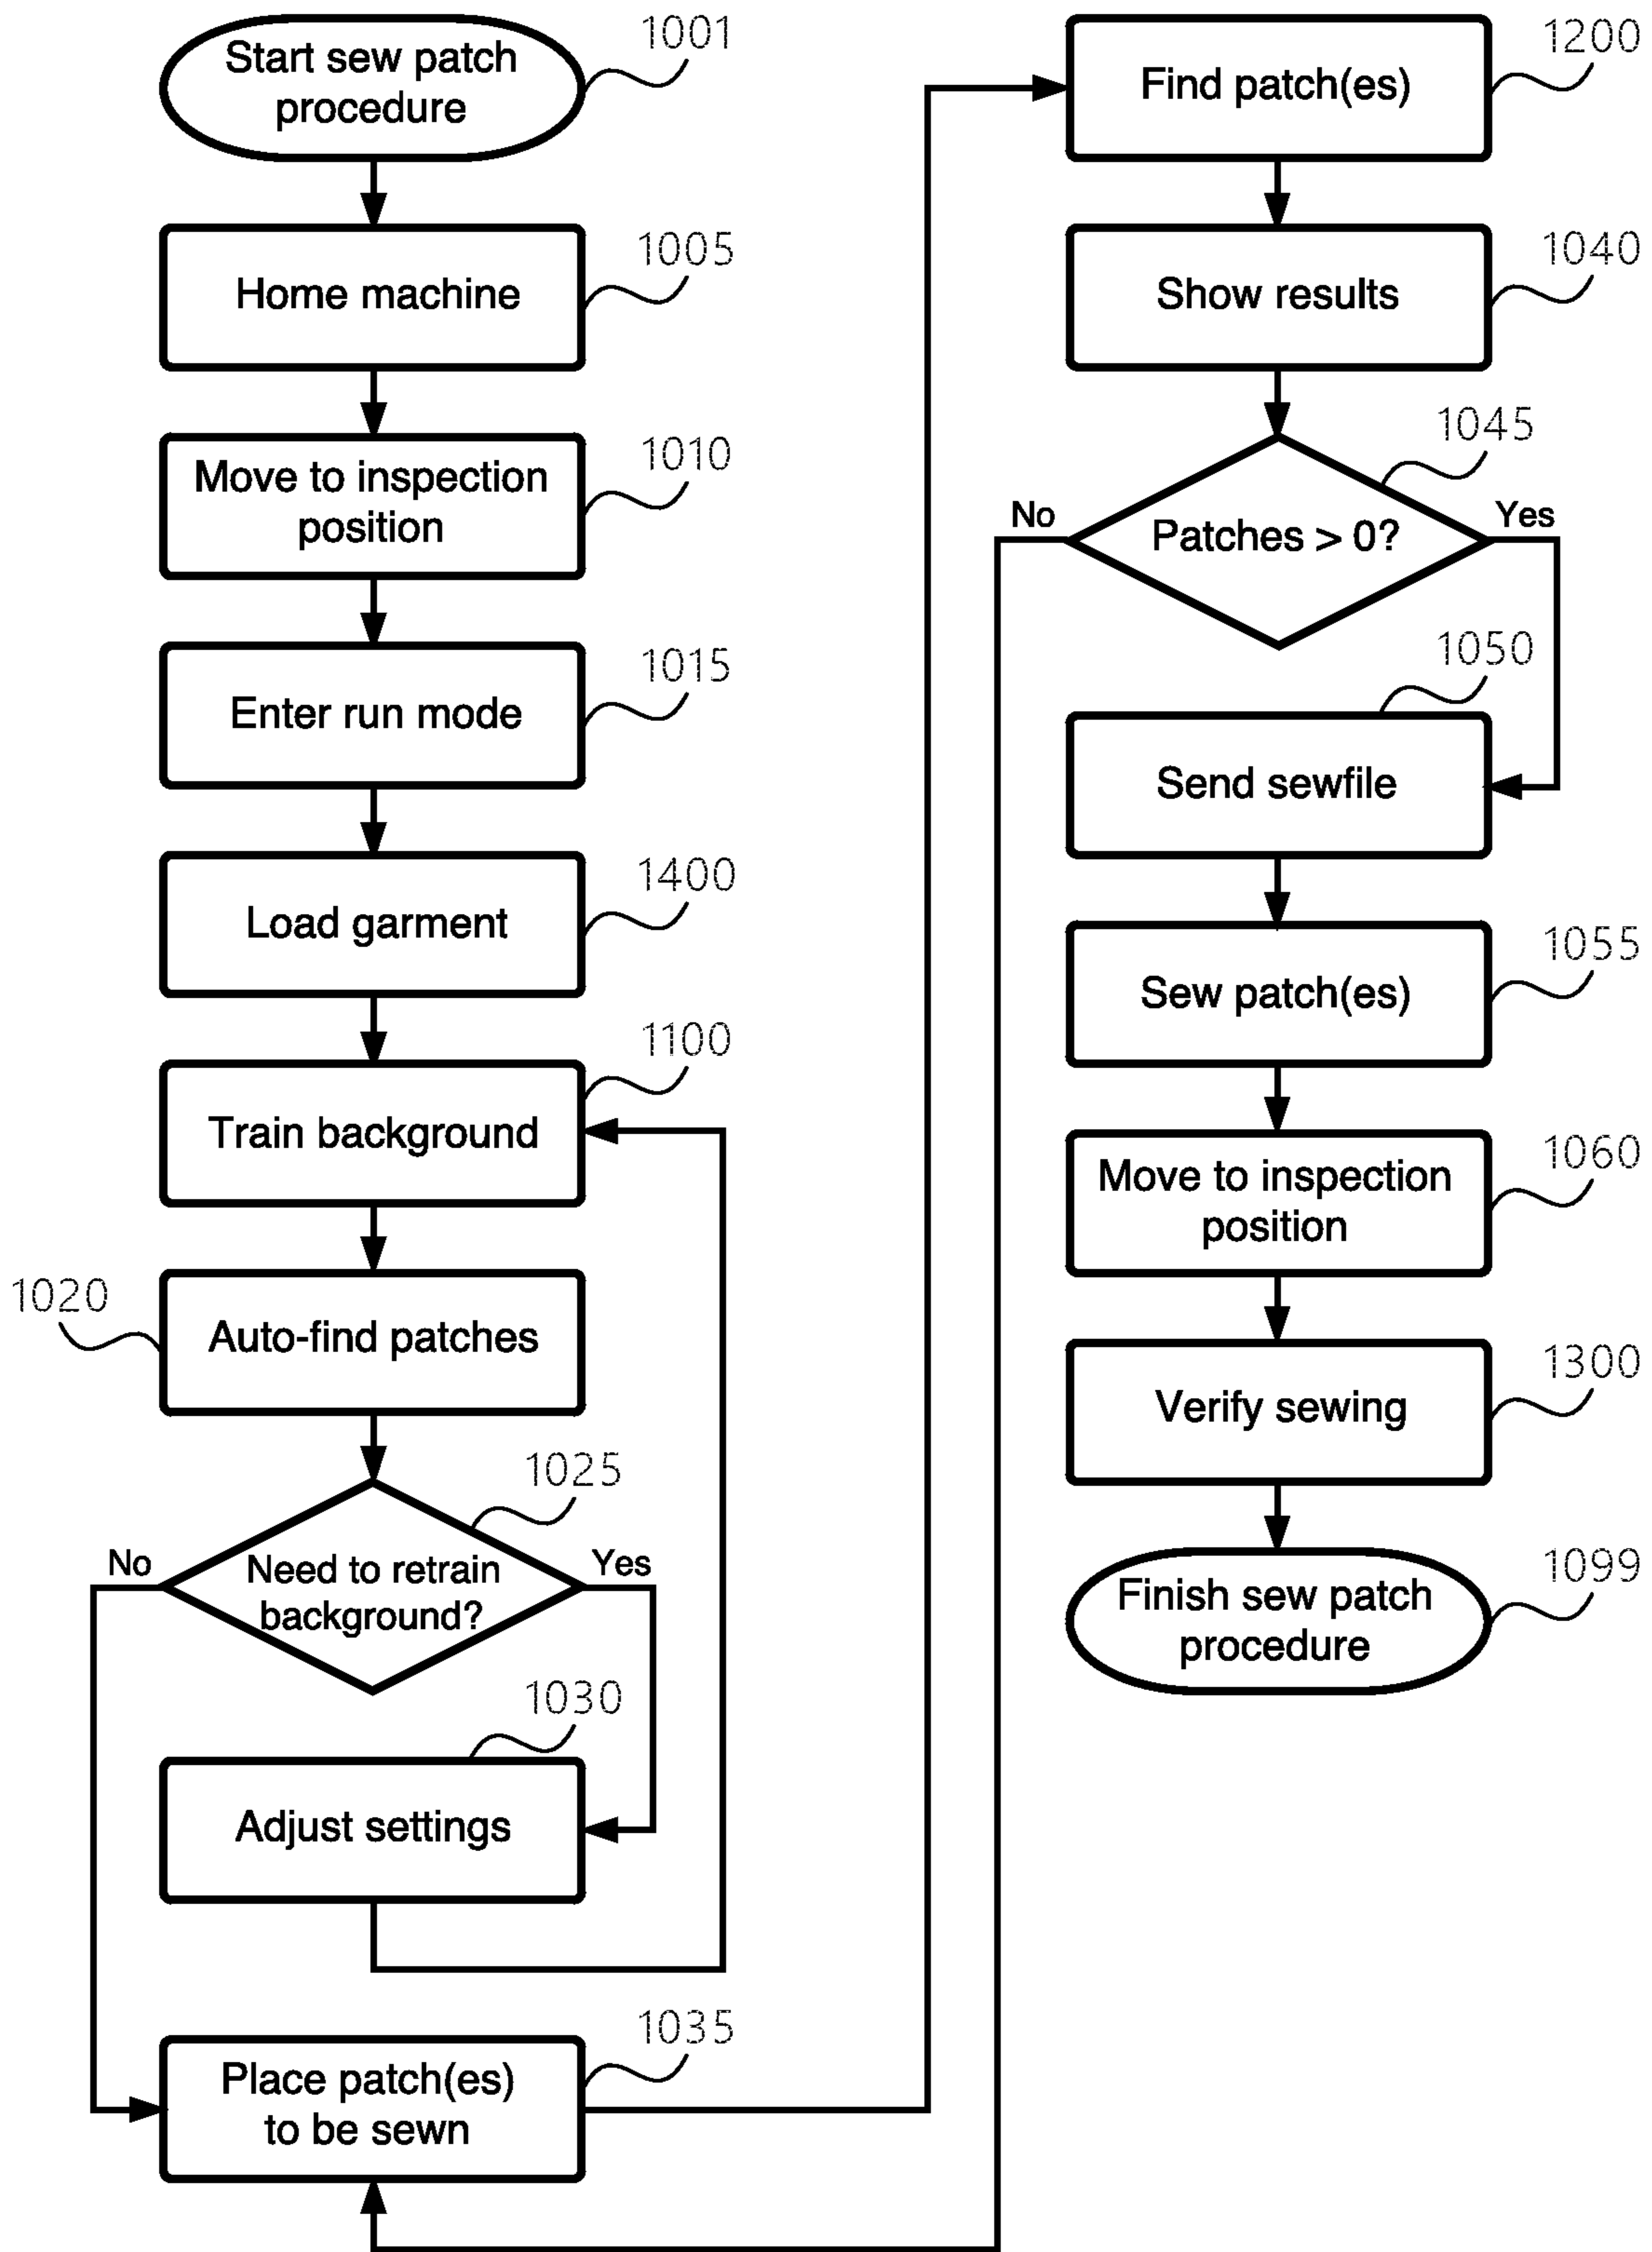 Start sew patch
procedure
1001
Home machine
1005
Move to inspection
position
1010
Enter run mode
1015
Load garment
1400
Train background
1100
Auto-find patches
1020
Need to retrain
background?
1025
No
Yes
Adjust settings
1030
Place patch(es)
to be sewn
1035
Find patch(es)
1200
Show results
1040
Patches > 0?
1045
No
Yes
Send sewfile
1050
Sew patch(es)
1055
Move to inspection
position
1060
Verify sewing
1300
Finish sew patch
procedure
1099